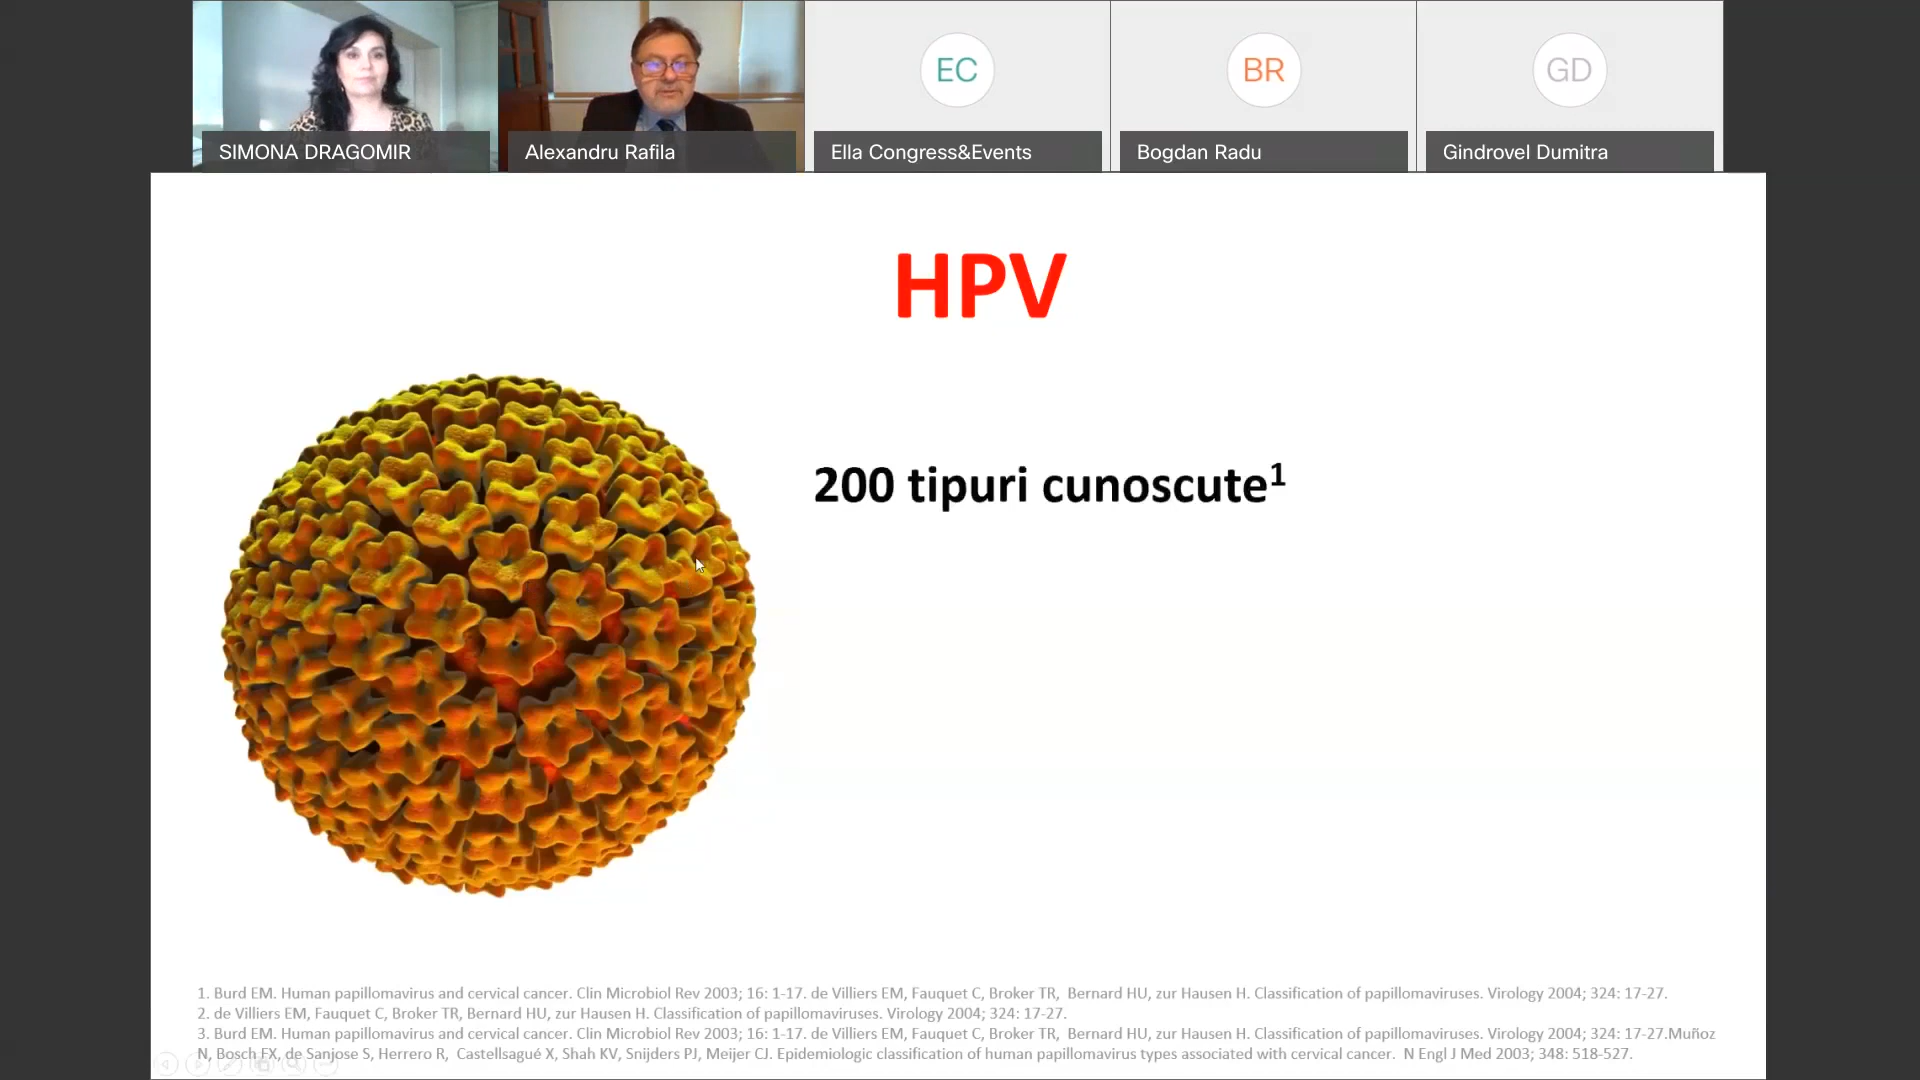 EC
BR
GD
SIMONA DRAGOMIR
Alexandru Rafila
Ella Congress&Events
Bogdan Radu
Gindrovel Dumitra
HPV
200 tipuri cunoscute¹
1. Burd EM. Human papillomavirus and cervical cancer. Clin Microbiol Rev 2003; 16: 1-17. de Villiers EM, Fauquet C, Broker TR, Bernard HU, zur Hausen H. Classification of papillomaviruses. Virology 2004; 324: 17-27.
2. de Villiers EM, Fauquet C, Broker TR, Bernard HU, zur Hausen H. Classification of papillomaviruses. Virology 2004; 324: 17-27.
3. Burd EM. Human papillomavirus and cervical cancer. Clin Microbiol Rev 2003; 16: 1-17. de Villiers EM, Fauquet C, Broker TR, Bernard HU, zur Hausen H. Classification of papillomaviruses. Virology 2004; 324: 17-27.Muñoz
N, Bosch FX, de Sanjose S, Herrero R, Castellsagué X, Shah KV, Snijders PJ, Meijer CJ. Epidemiologic classification of human papillomavirus types associated with cervical cancer. N Engl J Med 2003; 348: 518-527.